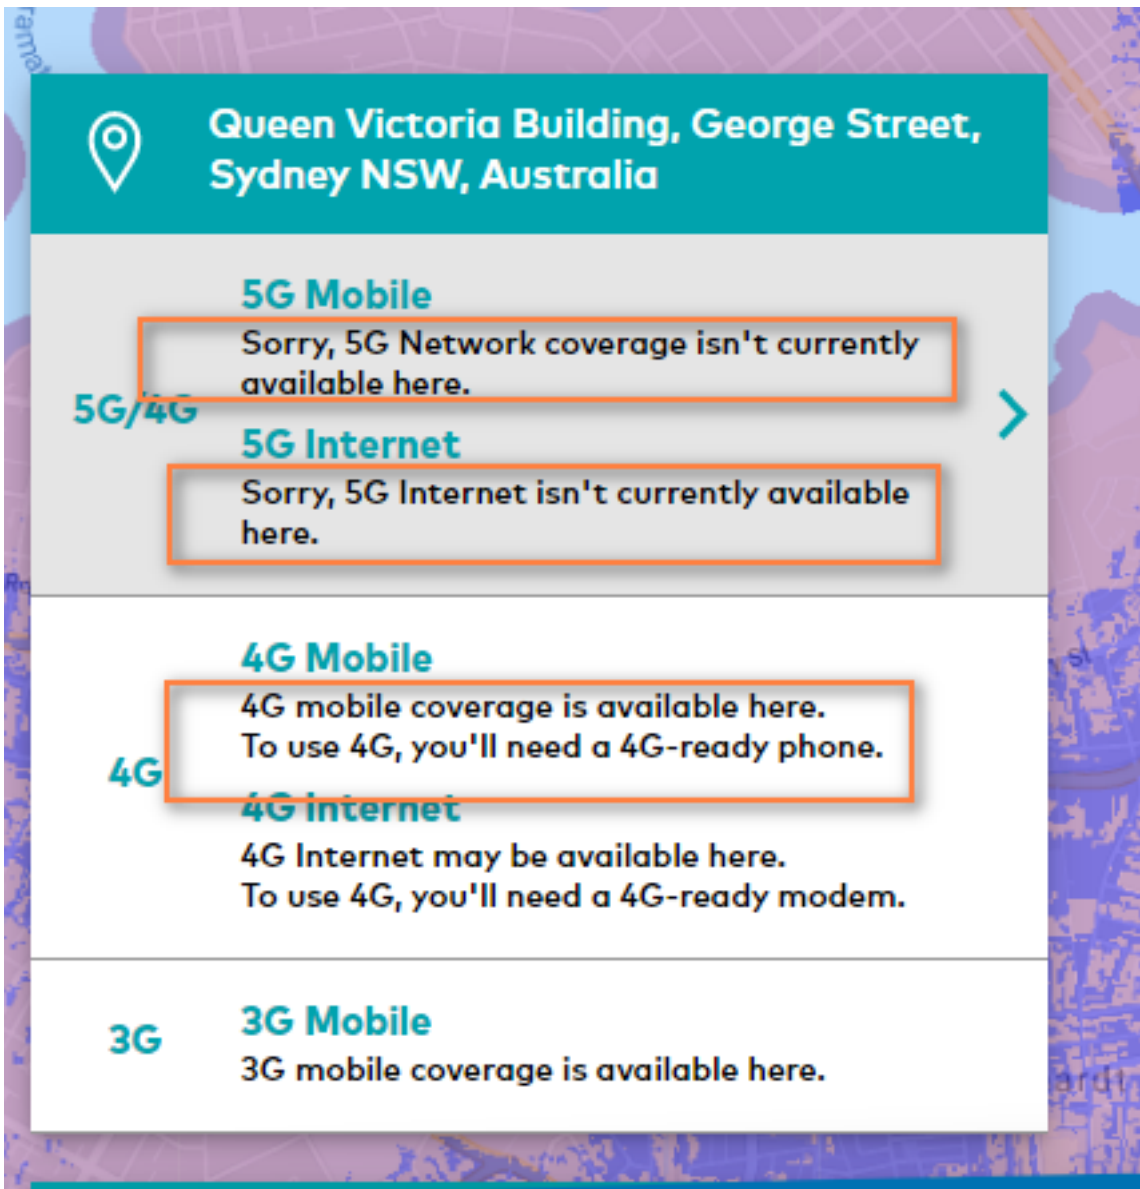 Queen Victoria Building, George Street,
Sydney NSW, Australia
5G/4G
5G Mobile
Sorry, 5G Network coverage isn't currently
available here.
5G Internet
Sorry, 5G Internet isn't currently available
here.
4G
4G Mobile
4G mobile coverage is available here.
To use 4G, you'll need a 4G-ready phone.
4G Internet
4G Internet may be available here.
To use 4G, you'll need a 4G-ready modem.
3G
3G Mobile
3G mobile coverage is available here.
St